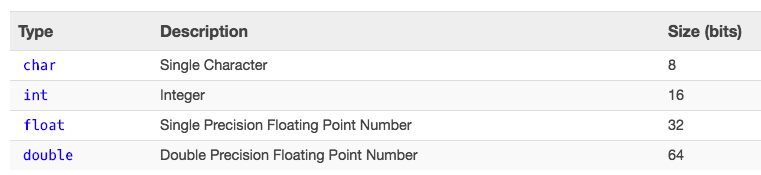 Type Description Size (bits)
char Single Character 8
int Integer 16
float Single Precision Floating Point Number 32
double Double Precision Floating Point Number 64